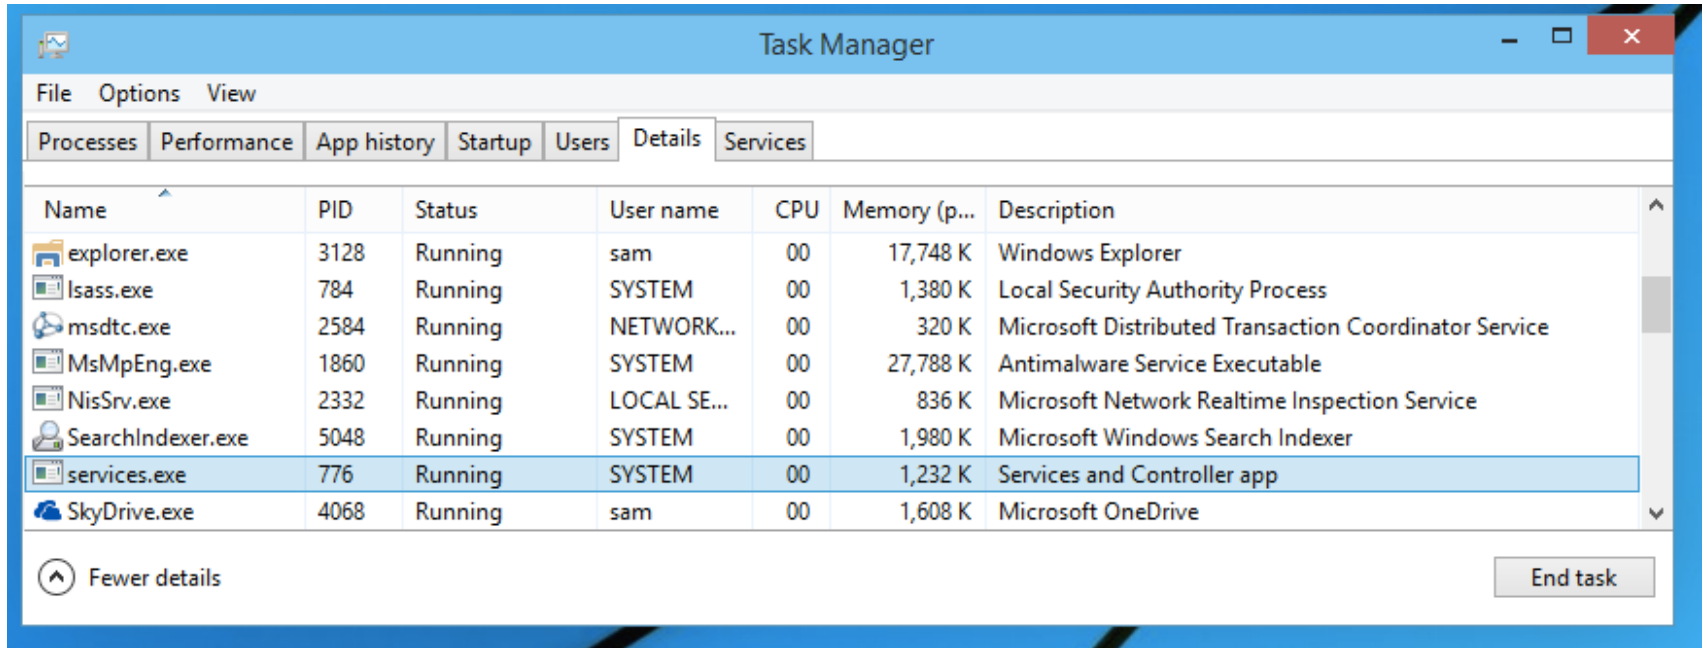 Task Manager
File Options View
Processes Performance App history Startup Users Details Services
Name PID Status User name CPU Memory (p... Description
explorer.exe 3128 Running sam 00 17,748 K Windows Explorer
lsass.exe 784 Running SYSTEM 00 1,380 K Local Security Authority Process
msdtc.exe 2584 Running NETWORK... 00 320 K Microsoft Distributed Transaction Coordinator Service
MsMpEng.exe 1860 Running SYSTEM 00 27,788 K Antimalware Service Executable
NisSrv.exe 2332 Running LOCAL SE... 00 836 K Microsoft Network Realtime Inspection Service
SearchIndexer.exe 5048 Running SYSTEM 00 1,980 K Microsoft Windows Search Indexer
services.exe 776 Running SYSTEM 00 1,232 K Services and Controller app
SkyDrive.exe 4068 Running sam 00 1,608 K Microsoft OneDrive
Fewer details End task